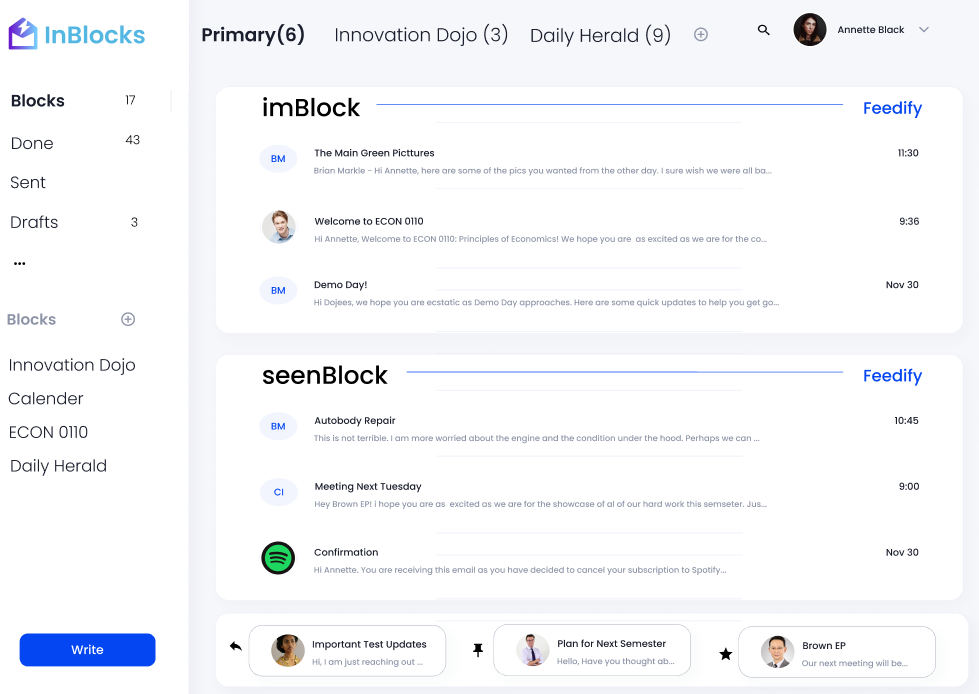 InBlocks
Primary(6) Innovation Dojo (3) Daily Herald (9) Annette Black
Blocks 17
Done 43
Sent
Drafts 3
...
Blocks
Innovation Dojo
Calender
ECON 0110
Daily Herald
Write
imBlock Feedify
BM The Main Green Picttures 11:30
Brian Markle - Hi Annette, here are some of the pics you wanted from the other day. I sure wish we were all ba...
Welcome to ECON 0110 9:36
Hi Annette, Welcome to ECON 0110: Principles of Economics! We hope you are as excited as we are for the co...
BM Demo Day! Nov 30
Hi Dojees, we hope you are ecstatic as Demo Day approaches. Here are some quick updates to help you get go...
seenBlock Feedify
BM Autobody Repair 10:45
This is not terrible. I am more worried about the engine and the condition under the hood. Perhaps we can ...
CI Meeting Next Tuesday 9:00
Hey Brown EP! i hope you are as excited as we are for the showcase of al of our hard work this semseter. Jus...
Confirmation Nov 30
Hi Annette. You are receiving this email as you have decided to cancel your subscription to Spotify...
Important Test Updates
Hi, I am just reaching out ...
Plan for Next Semester
Hello, Have you thought ab...
Brown EP
Our next meeting will be...